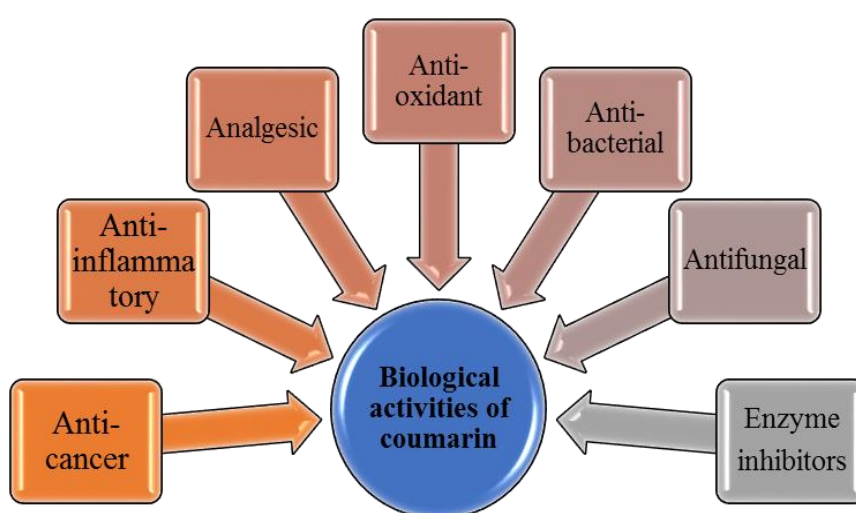 Anti-
oxidant
Analgesic
Anti-
bacterial
Anti-
inflamma
tory
Antifungal
Biological
activities of
coumarin
Anti-
cancer
Enzyme
inhibitors